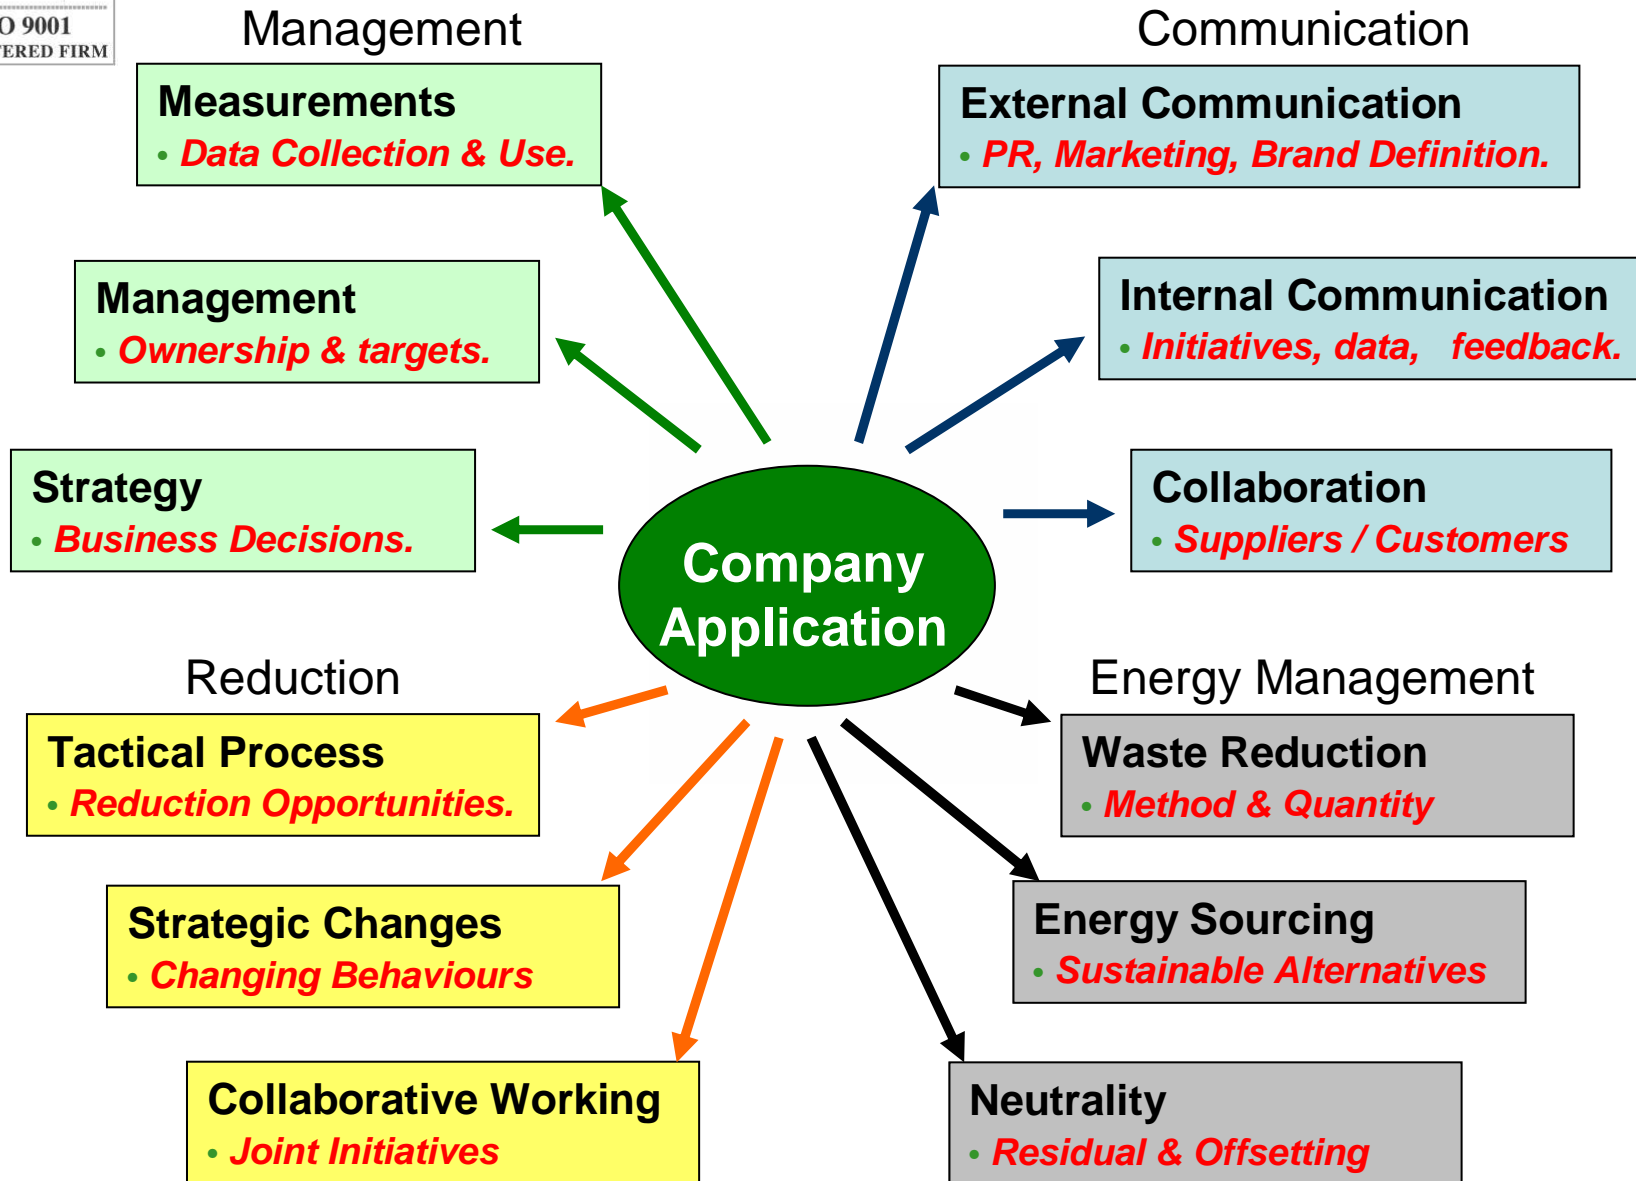 9001
FIRM
Management
Measurements
• Data Collection & Use.
Management
• Ownership & targets.
Strategy
• Business Decisions.
Communication
External Communication
• PR, Marketing, Brand Definition.
Internal Communication
• Initiatives, data, feedback.
Collaboration
• Suppliers / Customers
Company
Application
Reduction
Tactical Process
• Reduction Opportunities.
Strategic Changes
• Changing Behaviours
Collaborative Working
• Joint Initiatives
Energy Management
Waste Reduction
• Method & Quantity
Energy Sourcing
• Sustainable Alternatives
Neutrality
• Residual & Offsetting